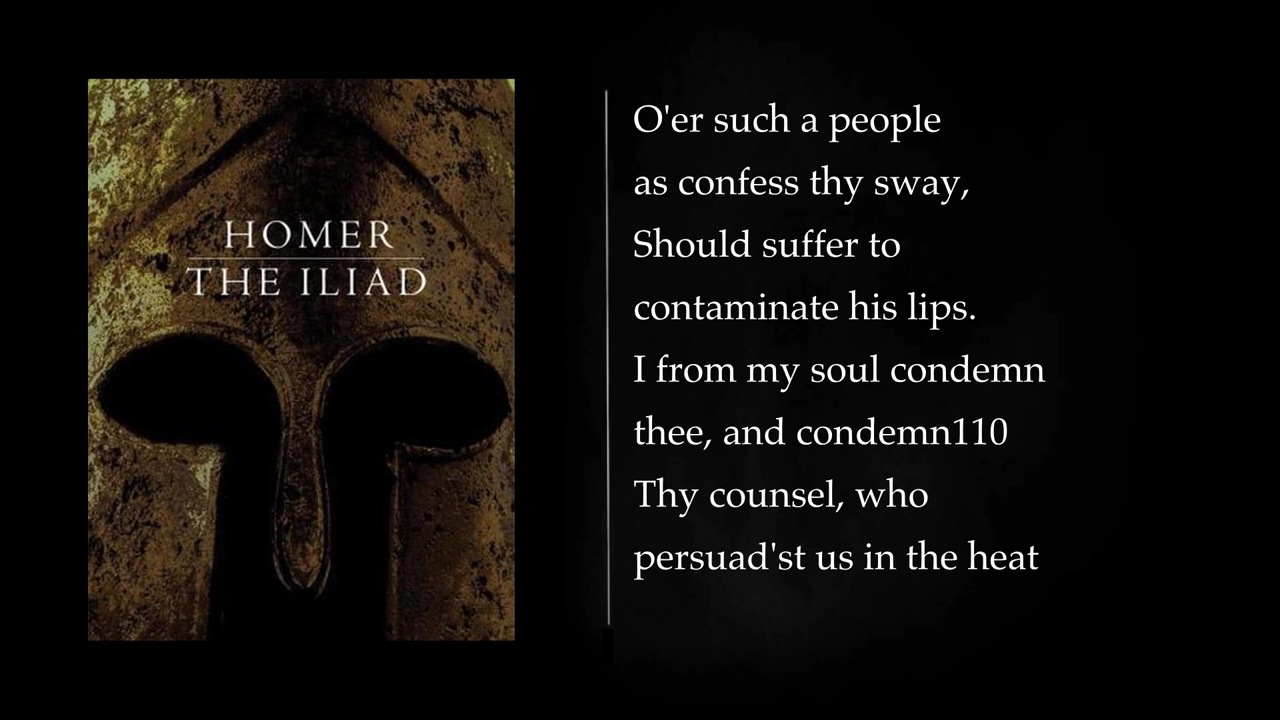 HOMER
THE ILIAD
O'er such a people
as confess thy sway,
Should suffer to
contaminate his lips.
I from my soul condemn
thee, and condemn110
Thy counsel, who
persuad'st us in the heat